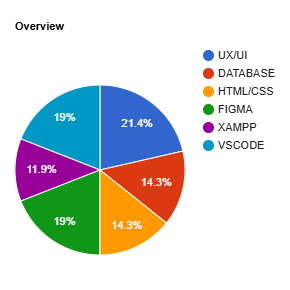 Overview
UX/UI
DATABASE
HTML/CSS
FIGMA
XAMPP
VSCODE
21.4%
14.3%
14.3%
19%
11.9%
19%